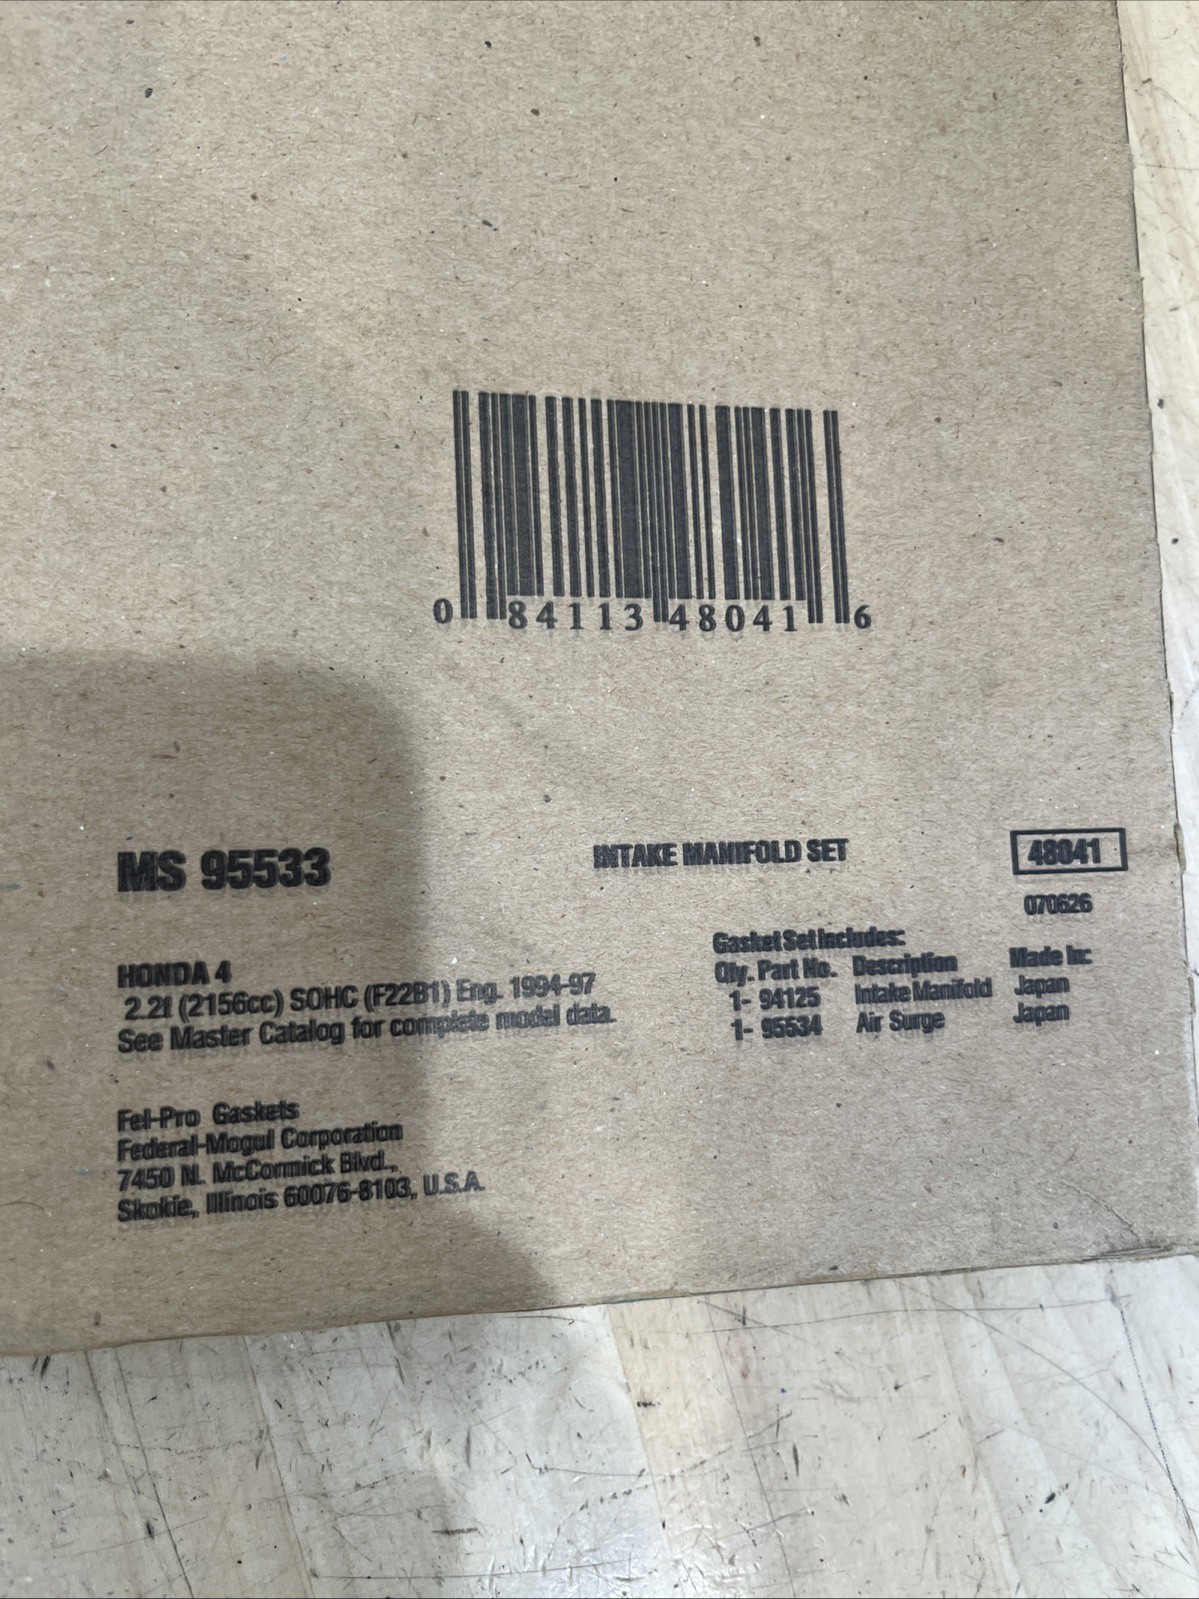 0 84113 48041 6
MS 95533
INTAKE MANIFOLD SET
48041
070626
HONDA 4
2.2l (2156cc) SOHC (F22B1) Eng. 1994-97
See Master Catalog for complete model data.
Gasket Set Includes:
Qty. Part No. Description Made In:
1- 94125 Intake Manifold Japan
1- 95534 Air Surge Japan
Fel-Pro Gaskets
Federal-Mogul Corporation
7450 N. McCormick Blvd.,
Skokie, Illinois 60076-8103, U.S.A.